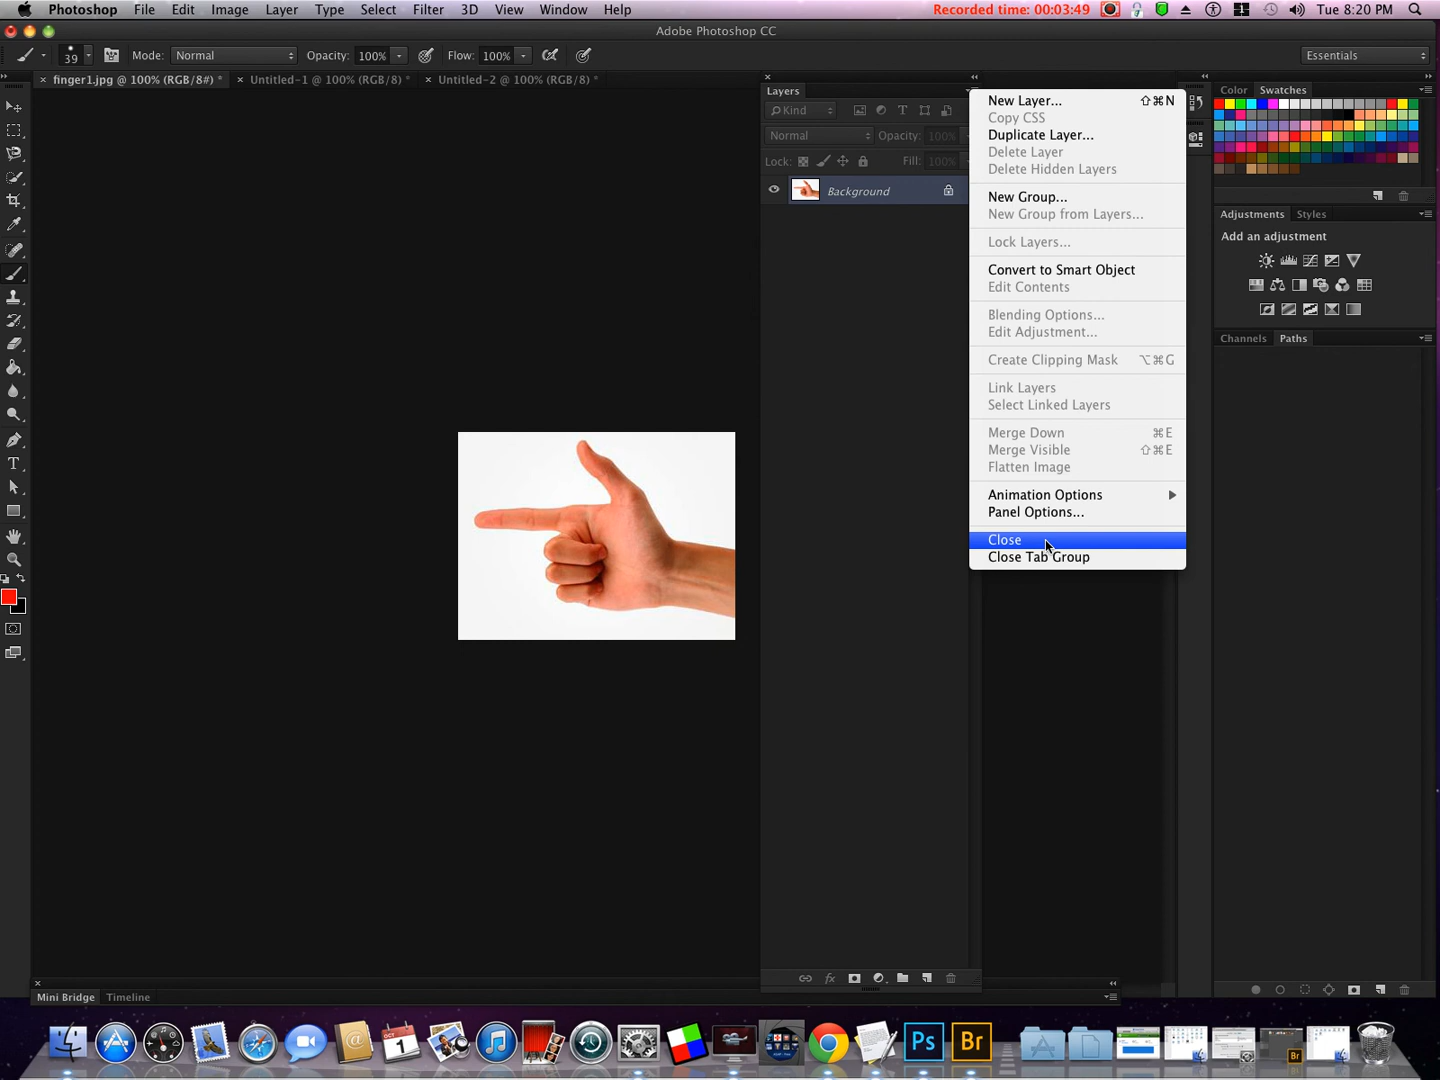 Photoshop File Edit Image Layer Type Select Filter 3D View Window Help Recorded time: 00:03:49 1 Tue 8:20 PM
Adobe Photoshop CC
39 Mode: Normal Opacity: 100% Flow: 100% Essentials
× finger1.jpg @ 100% (RGB/8#) * × Untitled-1 @ 100% (RGB/8) * × Untitled-2 @ 100% (RGB/8) *
Layers
Kind
Normal Opacity: 100%
Lock: Fill: 100%
Background
New Layer... ⇧⌘N
Copy CSS
Duplicate Layer...
Delete Layer
Delete Hidden Layers
New Group...
New Group from Layers...
Lock Layers...
Convert to Smart Object
Edit Contents
Blending Options...
Edit Adjustment...
Create Clipping Mask ⌥⌘G
Link Layers
Select Linked Layers
Merge Down ⌘E
Merge Visible ⇧⌘E
Flatten Image
Animation Options
Panel Options...
Close
Close Tab Group
Color Swatches
Adjustments Styles
Add an adjustment
Channels Paths
fx
Mini Bridge Timeline
OCT
1
Ps Br
Br